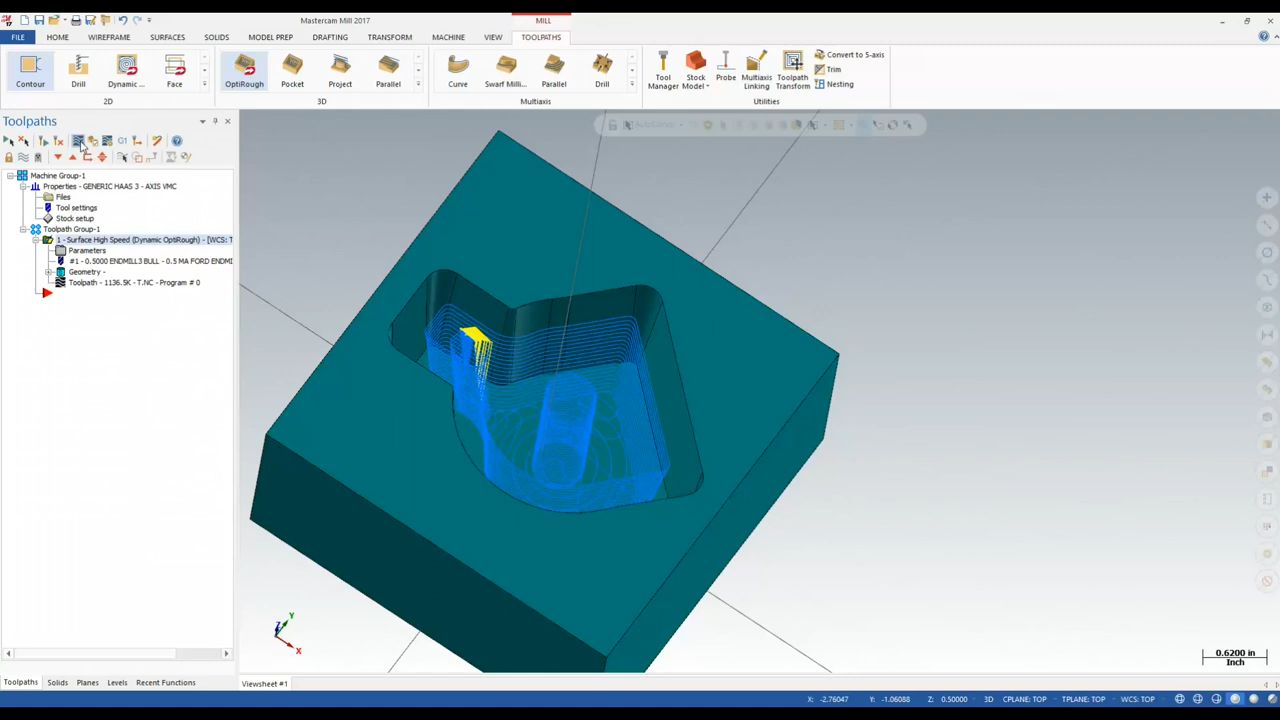 Mastercam Mill 2017
MILL
FILE HOME WIREFRAME SURFACES SOLIDS MODEL PREP DRAFTING TRANSFORM MACHINE VIEW TOOLPATHS
Contour Drill Dynamic ... Face
2D
OptiRough Pocket Project Parallel
3D
Curve Swarf Milli... Parallel Drill
Multiaxis
Tool Manager Stock Model Probe Multiaxis Linking Toolpath Transform
Convert to 5-axis
Trim
Nesting
Utilities
Toolpaths
G1
Machine Group-1
Properties - GENERIC HAAS 3 - AXIS VMC
Files
Tool settings
Stock setup
Toolpath Group-1
1 - Surface High Speed (Dynamic OptiRough) - [WCS: T
Parameters
#1 - 0.5000 ENDMILL3 BULL - 0.5 MA FORD ENDMI
Geometry -
Toolpath - 1136.5K - T.NC - Program # 0
AutoCursor
Z Y
X
0.6200 in
Inch
Toolpaths Solids Planes Levels Recent Functions
Viewsheet #1
X: -2.76047 Y: -1.06088 Z: 0.50000 3D CPLANE: TOP TPLANE: TOP WCS: TOP